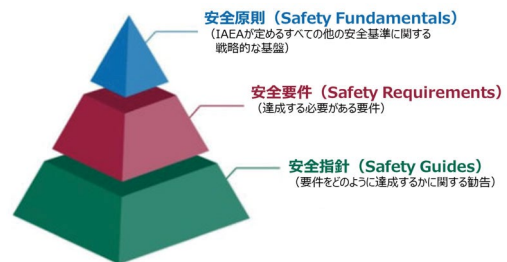 安全原則（Safety Fundamentals）
（IAEAが定めるすべての他の安全基準に関する
戦略的な基盤）
安全要件（Safety Requirements）
（達成する必要がある要件）
安全指針（Safety Guides）
（要件をどのように達成するかに関する勧告）